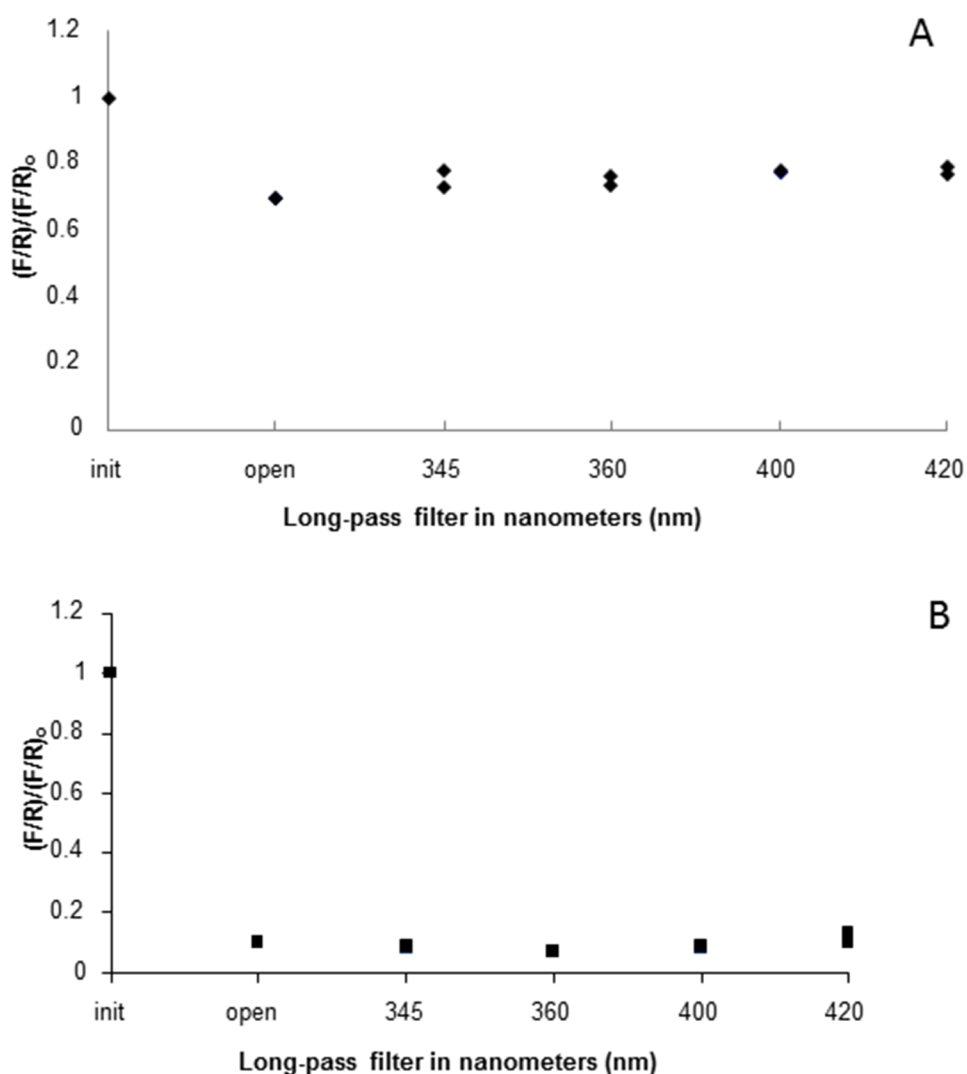 A
1.2
1
0.8
0.6
0.4
0.2
0
(F/R)/(F/R)o
init open 345 360 400 420
Long-pass filter in nanometers (nm)
B
1.2
1
0.8
0.6
0.4
0.2
0
(F/R)/(F/R)o
init open 345 360 400 420
Long-pass filter in nanometers (nm)